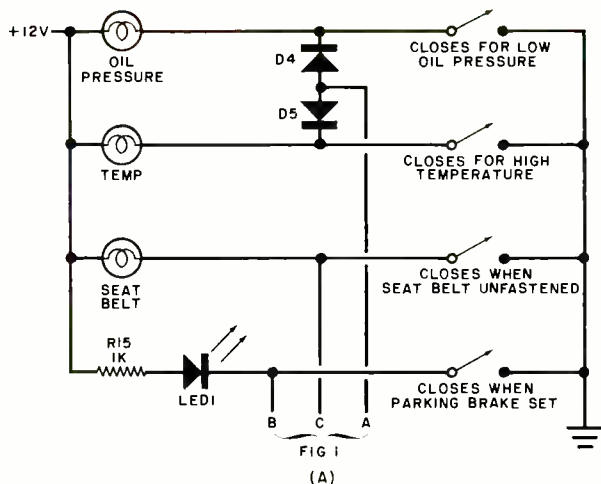 +12V
OIL
PRESSURE
D4
CLOSES FOR LOW
OIL PRESSURE
D5
TEMP
CLOSES FOR HIGH
TEMPERATURE
SEAT
BELT
CLOSES WHEN
SEAT BELT UNFASTENED
R15
1K
LED1
CLOSES WHEN
PARKING BRAKE SET
B C A
FIG 1
(A)